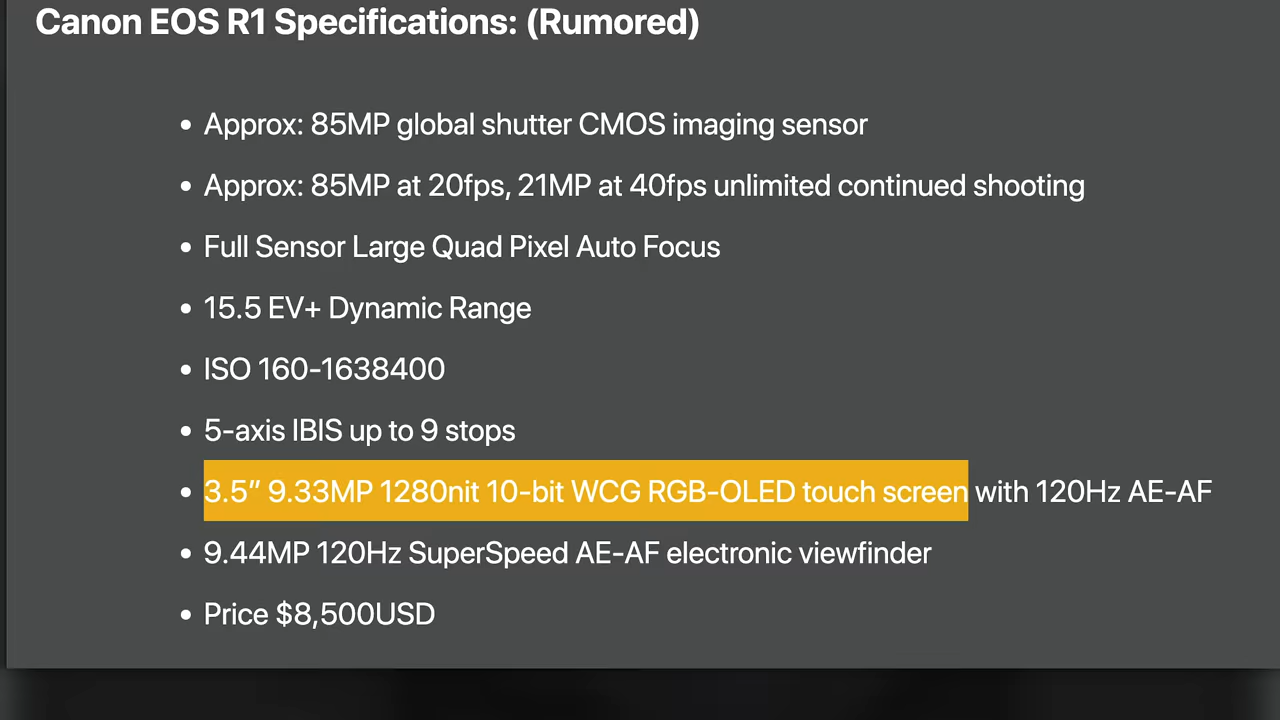 Canon EOS R1 Specifications: (Rumored)
• Approx: 85MP global shutter CMOS imaging sensor
• Approx: 85MP at 20fps, 21MP at 40fps unlimited continued shooting
• Full Sensor Large Quad Pixel Auto Focus
• 15.5 EV+ Dynamic Range
• ISO 160-1638400
• 5-axis IBIS up to 9 stops
• 3.5” 9.33MP 1280nit 10-bit WCG RGB-OLED touch screen with 120Hz AE-AF
• 9.44MP 120Hz SuperSpeed AE-AF electronic viewfinder
• Price $8,500USD